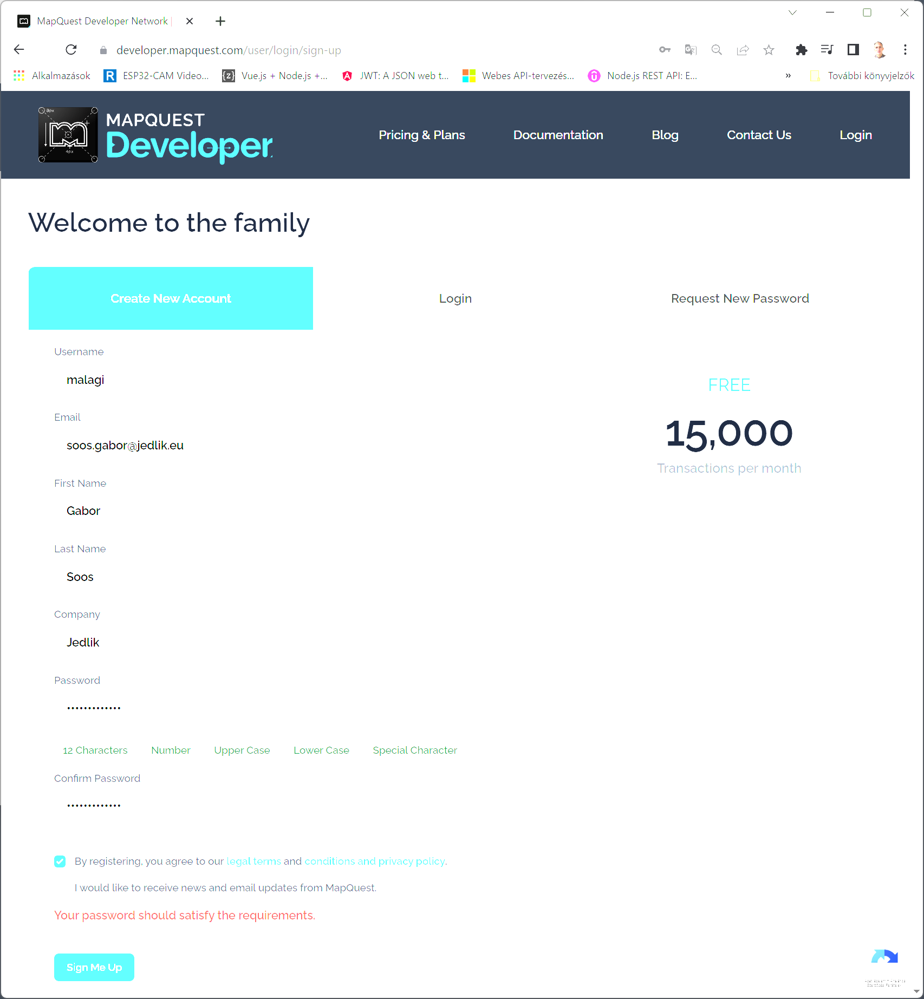 MapQuest Developer Network |
developer.mapquest.com/user/login/sign-up
Alkalmazások
ESP32-CAM Video...
Vue.js + Node.js +...
JWT: A JSON web t...
Webes API-tervezés...
Node.js REST API: E...
»
További könyvjelzők
8px
4px
MAPQUEST
Developer
Pricing & Plans
Documentation
Blog
Contact Us
Login
Welcome to the family
Create New Account
Login
Request New Password
Username
malagi
Email
soos.gabor@jedlik.eu
First Name
Gabor
Last Name
Soos
Company
Jedlik
Password
•••••••••••••
12 Characters
Number
Upper Case
Lower Case
Special Character
Confirm Password
•••••••••••••
By registering, you agree to our legal terms and conditions and privacy policy.
I would like to receive news and email updates from MapQuest.
Your password should satisfy the requirements.
Sign Me Up
FREE
15,000
Transactions per month